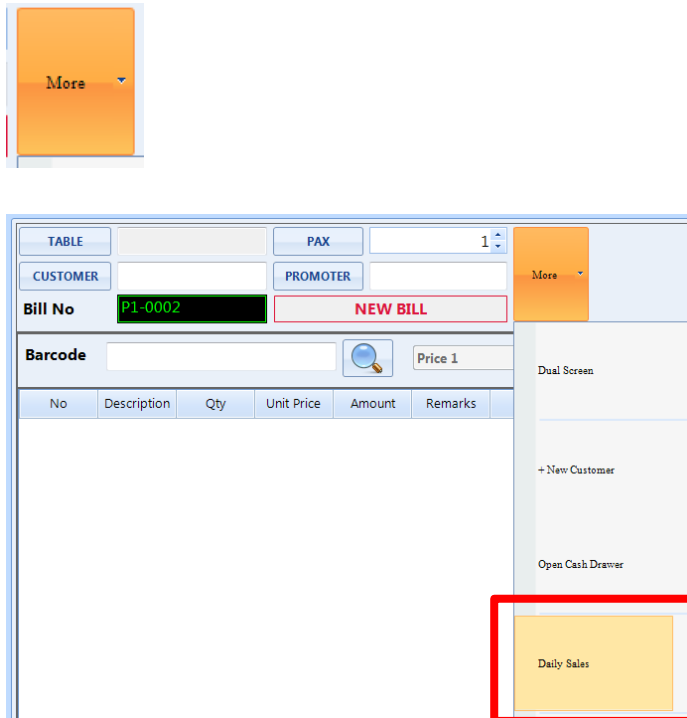 More
TABLE PAX 1
CUSTOMER PROMOTER More
Bill No P1-0002 NEW BILL
Barcode Price 1 Dual Screen
No Description Qty Unit Price Amount Remarks
+ New Customer
Open Cash Drawer
Daily Sales